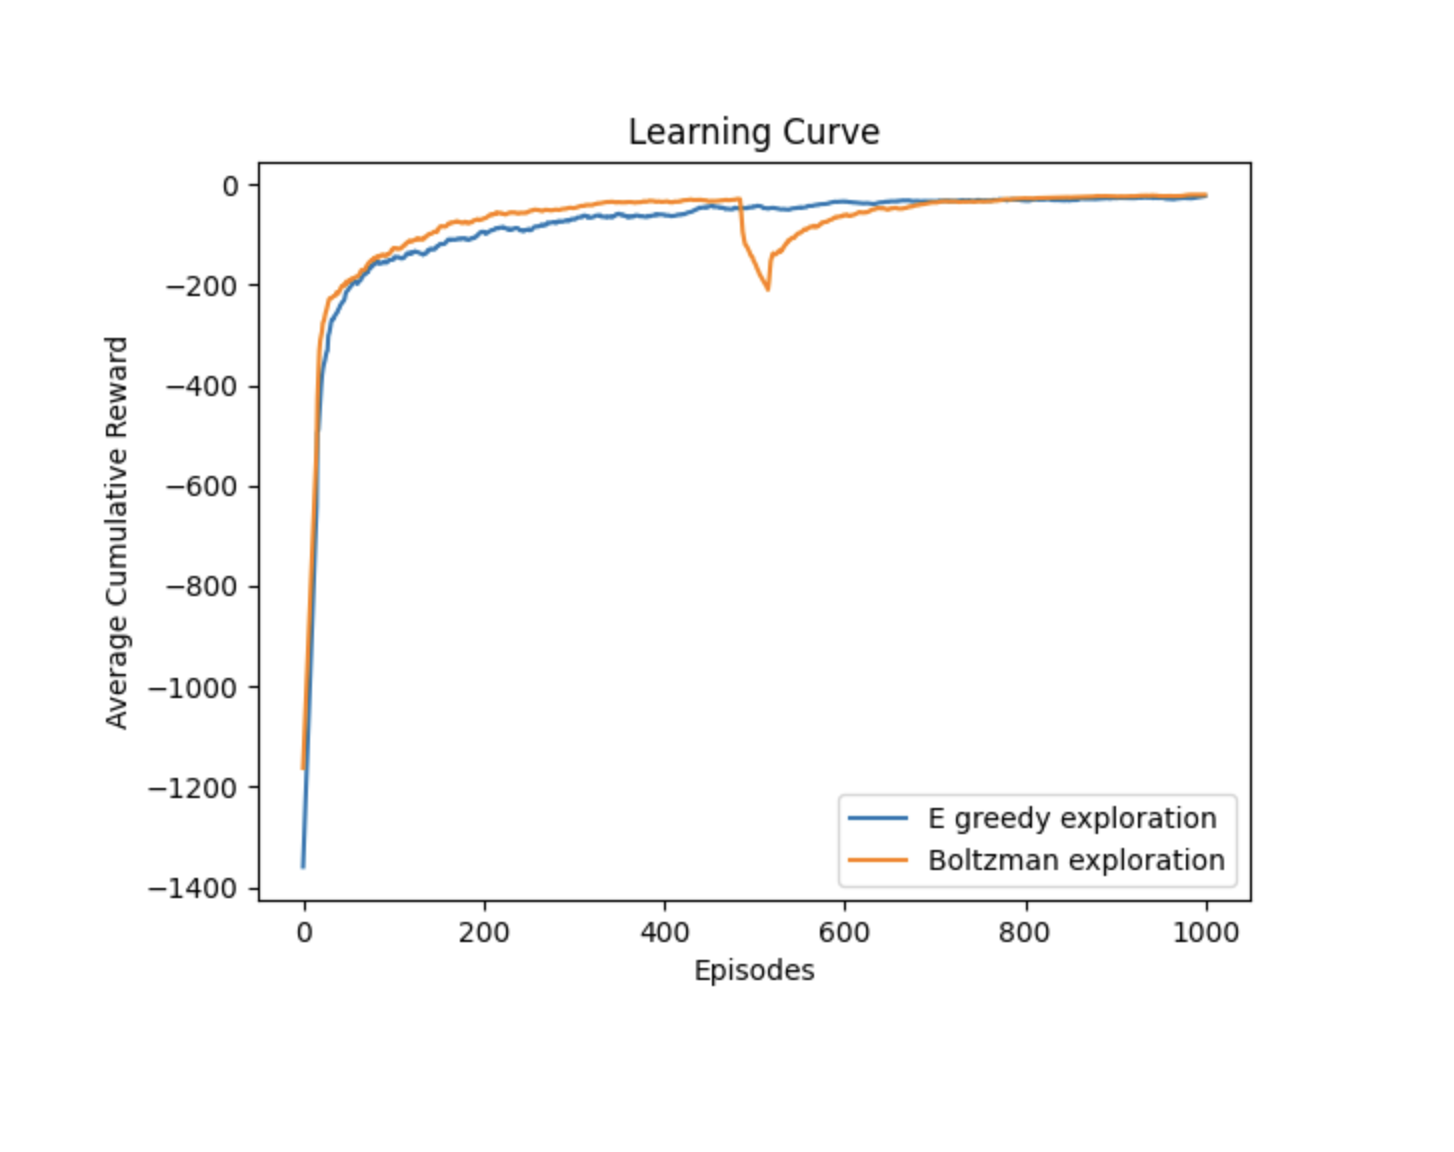 Learning Curve
0
−200
−400
−600
−800
−1000
−1200
−1400
Average Cumulative Reward
E greedy exploration
Boltzman exploration
0 200 400 600 800 1000
Episodes